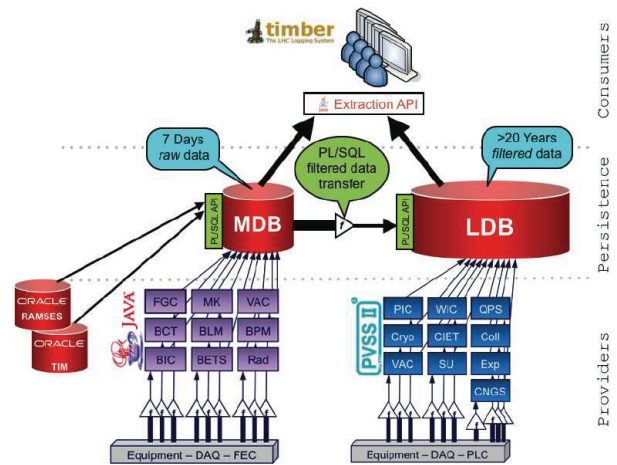 timber
The LHC Logging System
Consumers
JAVA
Extraction API
7 Days
raw data
PL/SQL
filtered data
transfer
>20 Years
filtered data
Persistence
PL/SQL API
MDB
f
PL/SQL API
LDB
ORACLE
RAMSES
ORACLE
TIM
JAVA
FGC MK VAC
BCT BLM BPM
BIC BETS Rad
PVSS II
PIC WIC QPS
Cryo CIET Coll
VAC SU Exp
CNGS
Providers
f f f f f f f f f
f f f f f f f f f f
Equipment – DAQ – FEC
Equipment – DAQ – PLC